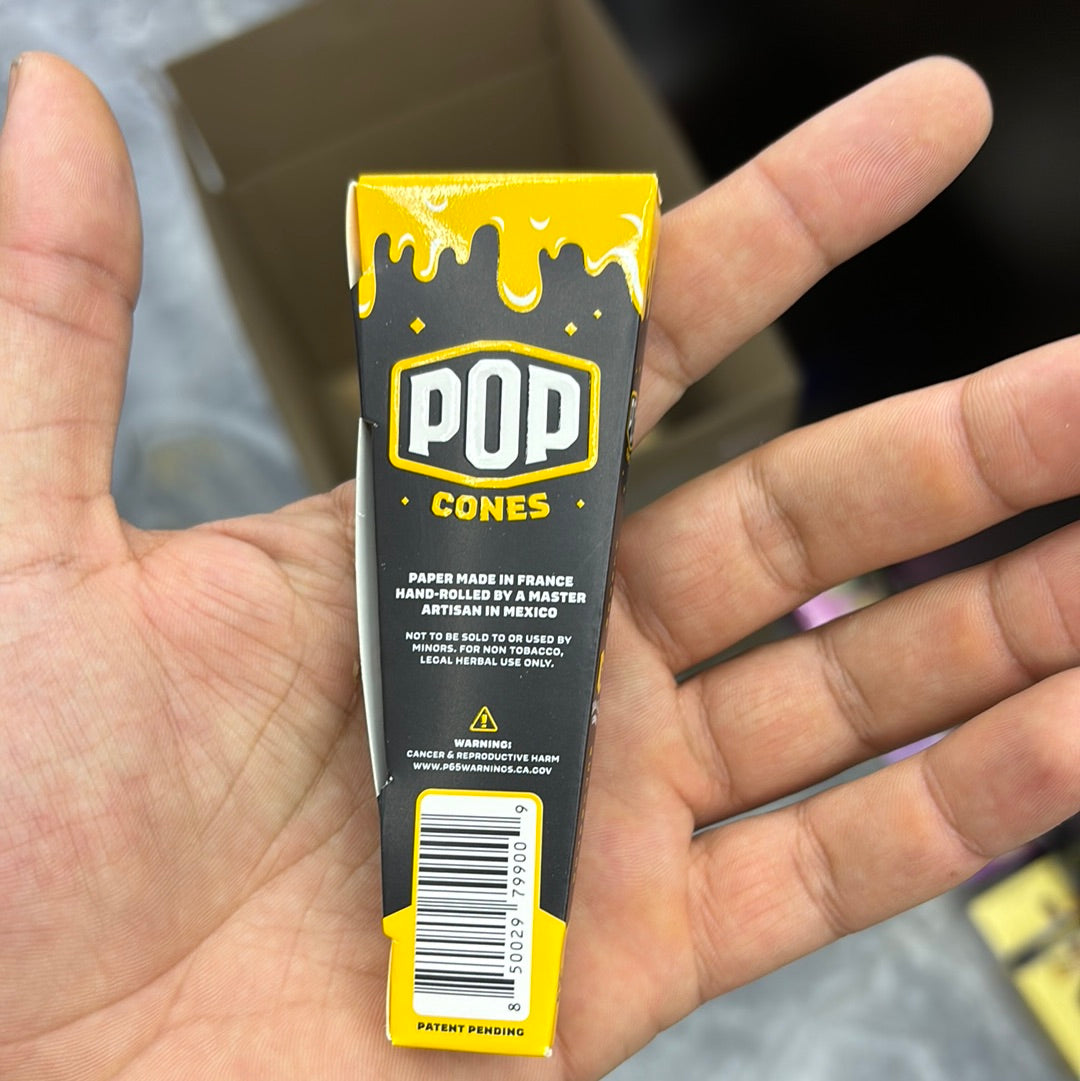 POP
CONES
PAPER MADE IN FRANCE
HAND-ROLLED BY A MASTER
ARTISAN IN MEXICO
NOT TO BE SOLD TO OR USED BY
MINORS. FOR NON TOBACCO,
LEGAL HERBAL USE ONLY.
WARNING:
CANCER & REPRODUCTIVE HARM
WWW.P65WARNINGS.CA.GOV
8 50029 79900 9
PATENT PENDING